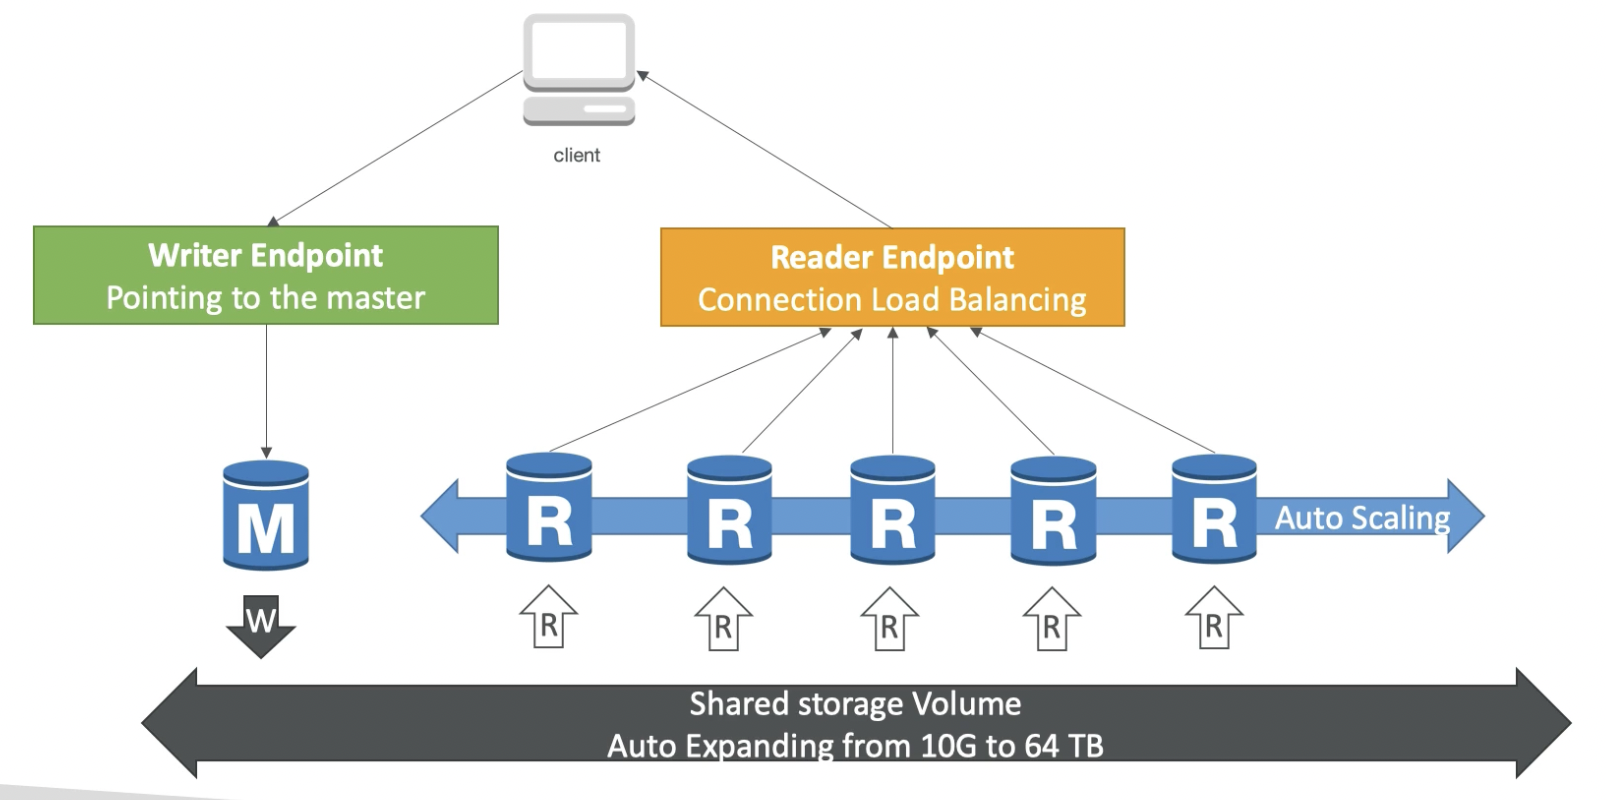 client
Writer Endpoint
Pointing to the master
Reader Endpoint
Connection Load Balancing
M
R
R
R
R
R
Auto Scaling
W
R
R
R
R
R
Shared storage Volume
Auto Expanding from 10G to 64 TB